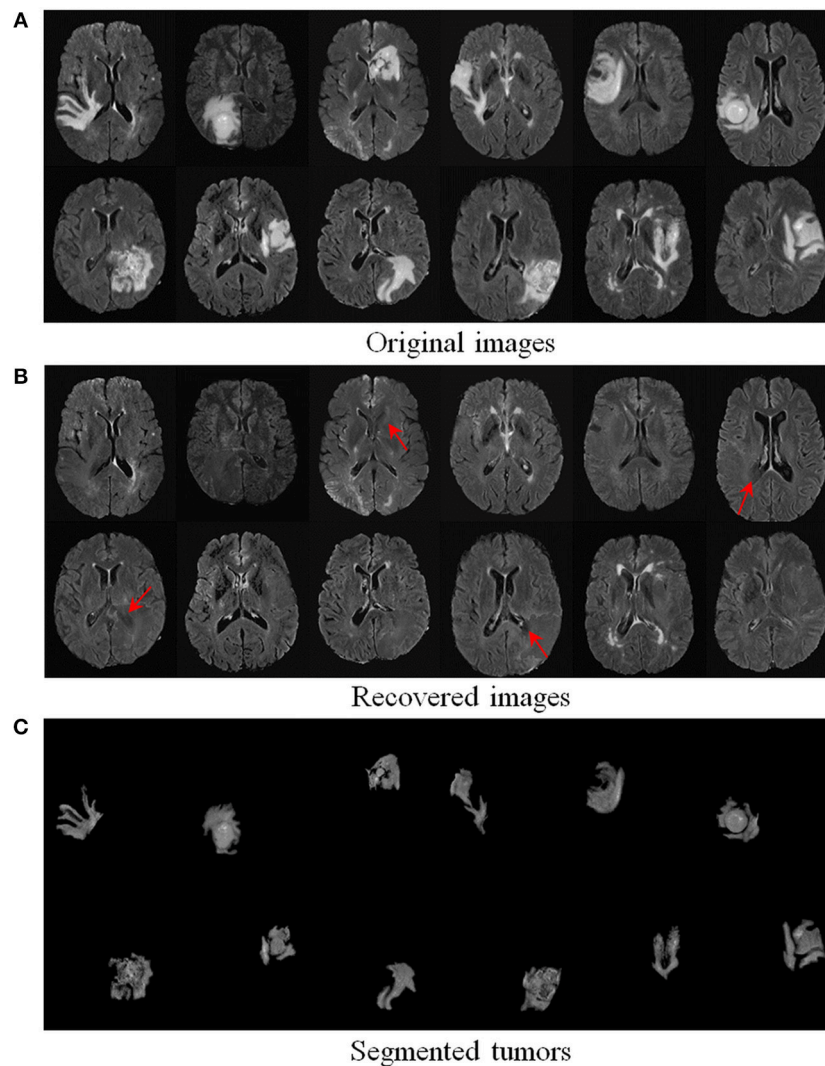 A
Original images
B
Recovered images
C
Segmented tumors